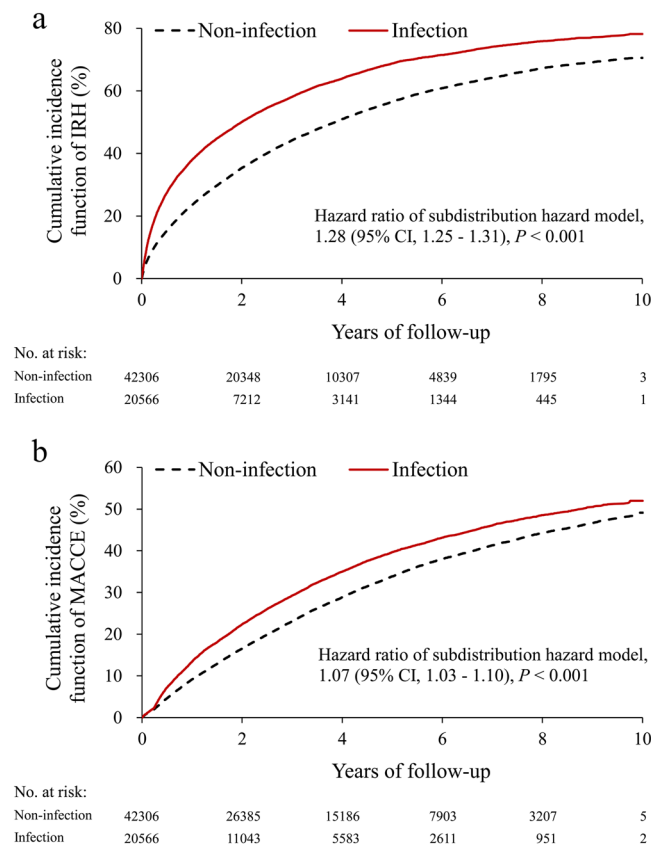 a
Non-infection Infection
Cumulative incidence
function of IRH (%)
80
60
40
20
0
Hazard ratio of subdistribution hazard model,
1.28 (95% CI, 1.25 - 1.31), P < 0.001
0 2 4 6 8 10
Years of follow-up
No. at risk:
Non-infection 42306 20348 10307 4839 1795 3
Infection 20566 7212 3141 1344 445 1
b
Non-infection Infection
Cumulative incidence
function of MACCE (%)
60
50
40
30
20
10
0
Hazard ratio of subdistribution hazard model,
1.07 (95% CI, 1.03 - 1.10), P < 0.001
0 2 4 6 8 10
Years of follow-up
No. at risk:
Non-infection 42306 26385 15186 7903 3207 5
Infection 20566 11043 5583 2611 951 2